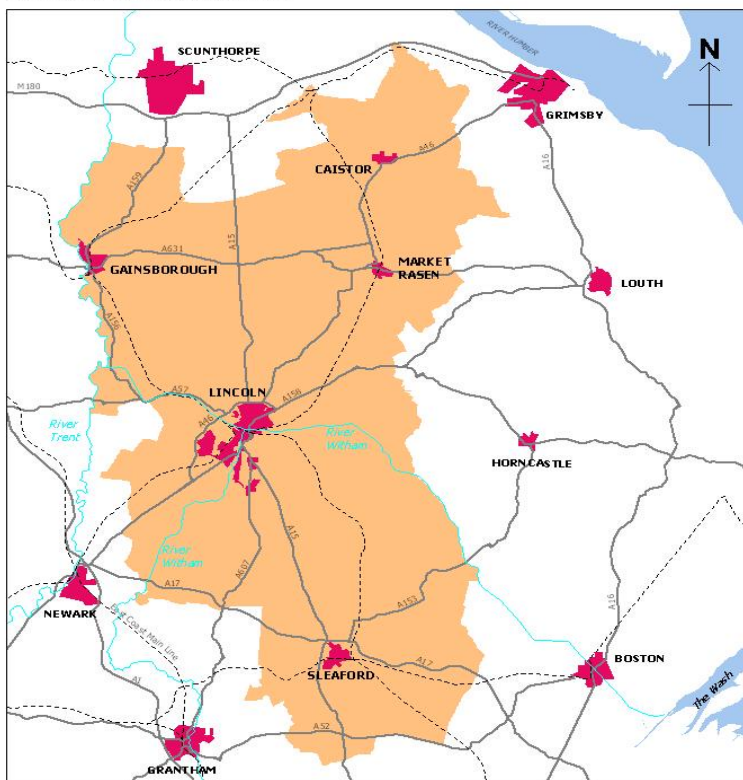 SCUNTHORPE
RIVER HUMBER
N
M180
GRIMSBY
CAISTOR
A46
A16
A159
A15
A631
GAINSBOROUGH
MARKET
RASEN
LOUTH
A156
LINCOLN
A57
A158
A46
River
Trent
River
Witham
HORNCASTLE
A15
River
Witham
A607
A17
NEWARK
East Coast Main Line
A153
A16
A1
SLEAFORD
A17
BOSTON
The Wash
A52
GRANTHAM